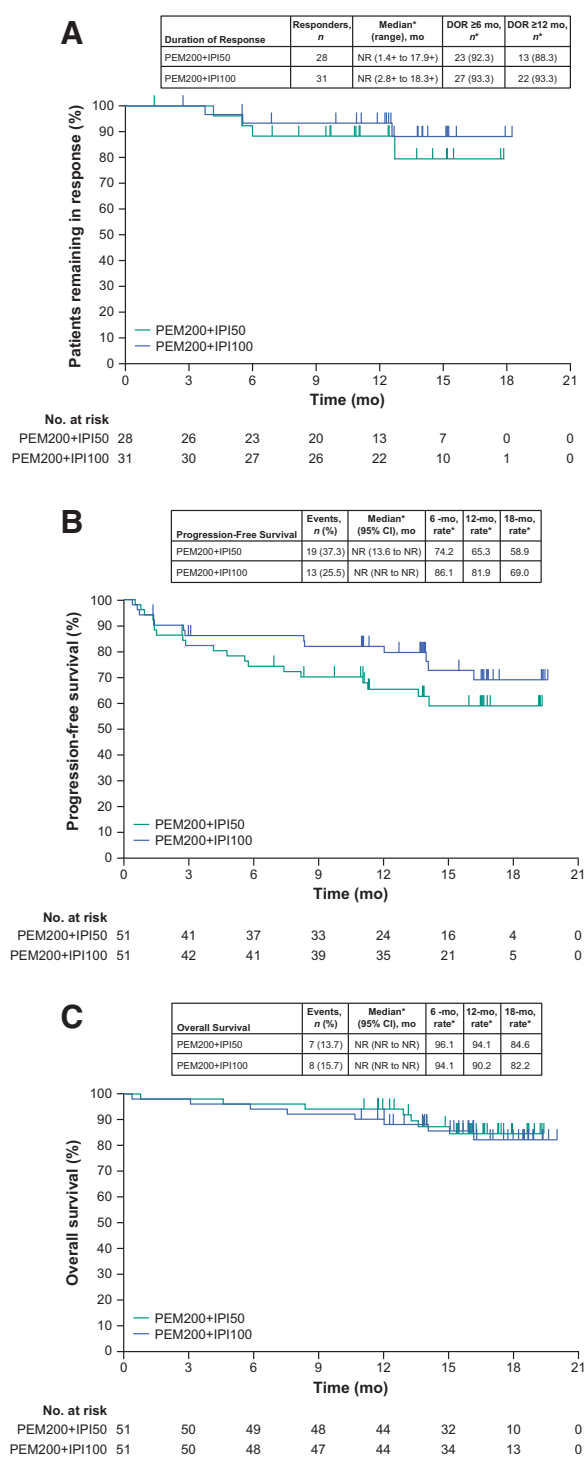 A
Duration of Response | Responders, n | Median* (range), mo | DOR ≥6 mo, n* | DOR ≥12 mo, n*
PEM200+IPI50 | 28 | NR (1.4+ to 17.9+) | 23 (92.3) | 13 (88.3)
PEM200+IPI100 | 31 | NR (2.8+ to 18.3+) | 27 (93.3) | 22 (93.3)
Patients remaining in response (%)
100
90
80
70
60
50
40
30
20
10
0
PEM200+IPI50
PEM200+IPI100
0 3 6 9 12 15 18 21
Time (mo)
No. at risk
PEM200+IPI50 28 26 23 20 13 7 0 0
PEM200+IPI100 31 30 27 26 22 10 1 0
B
Progression-Free Survival | Events, n (%) | Median* (95% CI), mo | 6 -mo, rate* | 12-mo, rate* | 18-mo, rate*
PEM200+IPI50 | 19 (37.3) | NR (13.6 to NR) | 74.2 | 65.3 | 58.9
PEM200+IPI100 | 13 (25.5) | NR (NR to NR) | 86.1 | 81.9 | 69.0
Progression-free survival (%)
100
90
80
70
60
50
40
30
20
10
0
PEM200+IPI50
PEM200+IPI100
0 3 6 9 12 15 18 21
Time (mo)
No. at risk
PEM200+IPI50 51 41 37 33 24 16 4 0
PEM200+IPI100 51 42 41 39 35 21 5 0
C
Overall Survival | Events, n (%) | Median* (95% CI), mo | 6 -mo, rate* | 12-mo, rate* | 18-mo, rate*
PEM200+IPI50 | 7 (13.7) | NR (NR to NR) | 96.1 | 94.1 | 84.6
PEM200+IPI100 | 8 (15.7) | NR (NR to NR) | 94.1 | 90.2 | 82.2
Overall survival (%)
100
90
80
70
60
50
40
30
20
10
0
PEM200+IPI50
PEM200+IPI100
0 3 6 9 12 15 18 21
Time (mo)
No. at risk
PEM200+IPI50 51 50 49 48 44 32 10 0
PEM200+IPI100 51 50 48 47 44 34 13 0